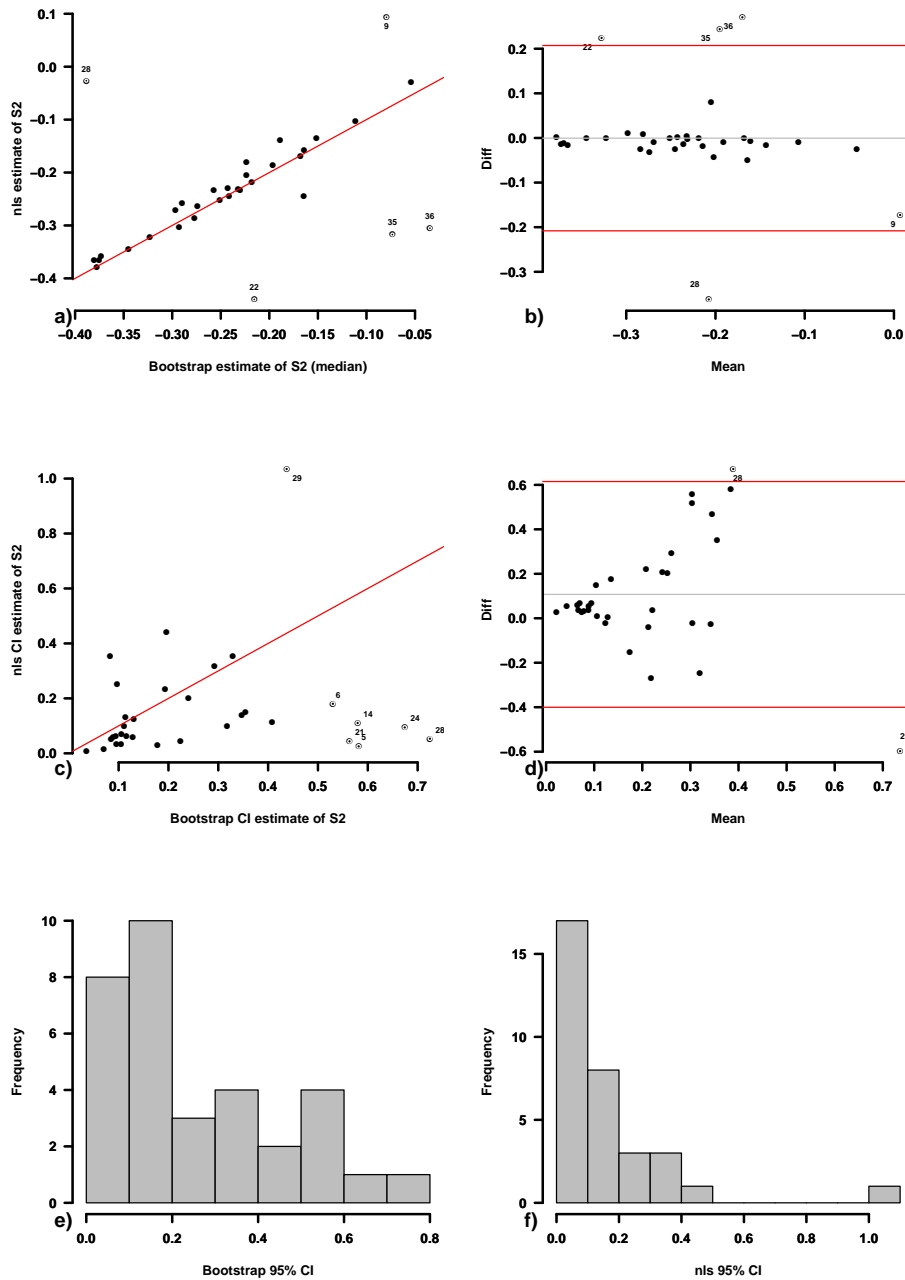 0.1
0.0
−0.1
−0.2
−0.3
−0.4
nls estimate of S2
9
28
35
36
22
a)
−0.40 −0.35 −0.30 −0.25 −0.20 −0.15 −0.10 −0.05
Bootstrap estimate of S2 (median)
0.2
0.1
0.0
−0.1
−0.2
−0.3
Diff
22
35
36
9
28
b)
−0.3 −0.2 −0.1 0.0
Mean
1.0
0.8
0.6
0.4
0.2
0.0
nls CI estimate of S2
29
6
14
24
21
5
28
c)
0.1 0.2 0.3 0.4 0.5 0.6 0.7
Bootstrap CI estimate of S2
0.6
0.4
0.2
0.0
−0.2
−0.4
−0.6
Diff
28
2
d)
0.0 0.1 0.2 0.3 0.4 0.5 0.6 0.7
Mean
10
8
6
4
2
0
Frequency
e)
0.0 0.2 0.4 0.6 0.8
Bootstrap 95% CI
15
10
5
0
Frequency
f)
0.0 0.2 0.4 0.6 0.8 1.0
nls 95% CI